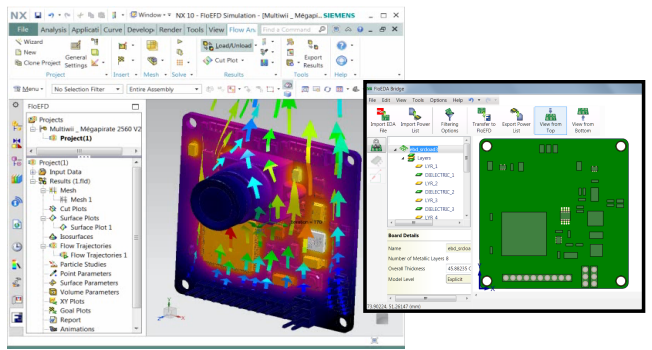 NX Window NX 10 - FloEFD Simulation - [Multiwii _ Mégapi.. SIEMENS
File Analysis Applicati Curve Develop Render Tools View Flow Ana Find a Command
Wizard
New
Clone Project
General Settings
Load/Unload
Cut Plot
Export Results
Project Insert Mesh Solve Results Tools Help
Menu No Selection Filter Entire Assembly
FloEFD
Projects
Multiwii _ Mégapirate 2560 V2
Project(1)
Project(1)
Input Data
Results (1.fld)
Mesh
Mesh 1
Cut Plots
Surface Plots
Surface Plot 1
Isosurfaces
Flow Trajectories
Flow Trajectories 1
Particle Studies
Point Parameters
Surface Parameters
Volume Parameters
XY Plots
Goal Plots
Report
Animations
FloEDA Bridge
File Edit View Tools Options Help
Import EDA File
Import Power List
Filtering Options
Transfer to FloEFD
Export Power List
View from Top
View from Bottom
Layers
LYR_1
DIELECTRIC_1
LYR_2
DIELECTRIC_2
LYR_3
DIELECTRIC_3
LYR_4
Board Details
Name
Number of Metallic Layers 8
Overall Thickness
Model Level Explicit